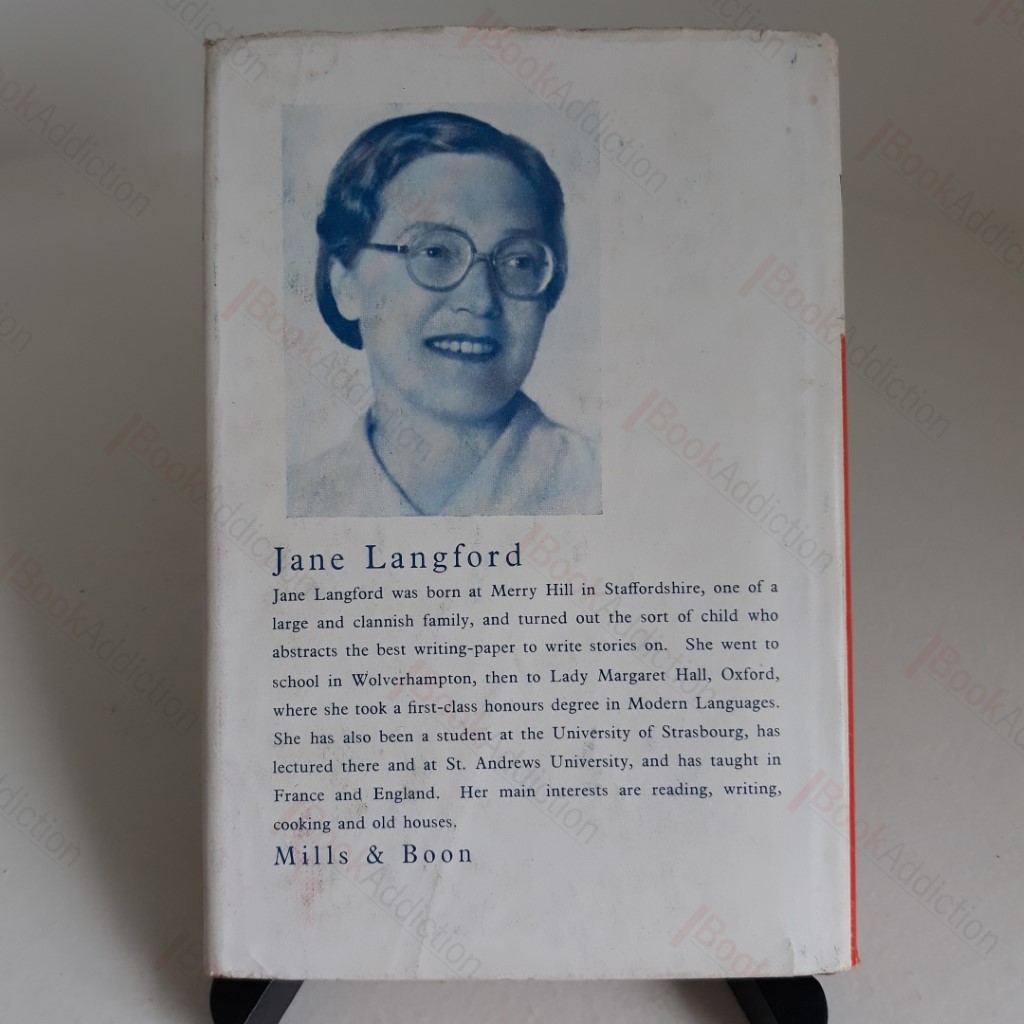 Jane Langford
Jane Langford was born at Merry Hill in Staffordshire, one of a
large and clannish family, and turned out the sort of child who
abstracts the best writing-paper to write stories on. She went to
school in Wolverhampton, then to Lady Margaret Hall, Oxford,
where she took a first-class honours degree in Modern Languages.
She has also been a student at the University of Strasbourg, has
lectured there and at St. Andrews University, and has taught in
France and England. Her main interests are reading, writing,
cooking and old houses.
Mills & Boon
BookAddiction